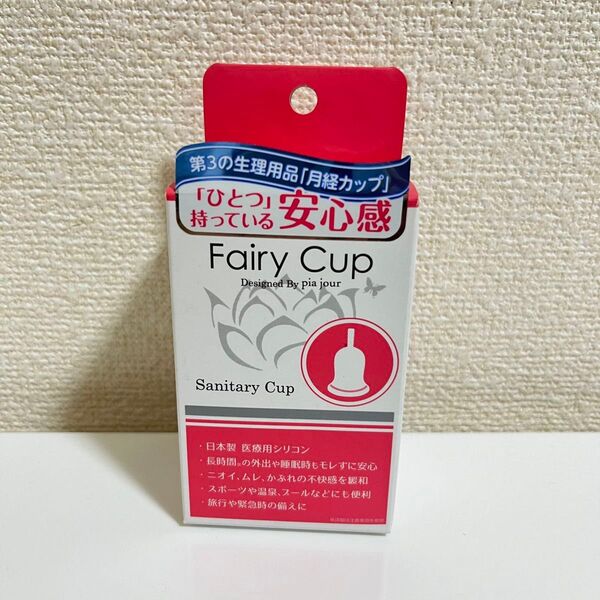 第3の生理用品「月経カップ」
「ひとつ」
持っている 安心感
Fairy Cup
Designed By pia jour
Sanitary Cup
・日本製 医療用シリコン
・長時間の外出や睡眠時もモレずに安心
・ニオイ、ムレ、かぶれの不快感を緩和
・スポーツや温泉、プールなどにも便利
・旅行や緊急時の備えに